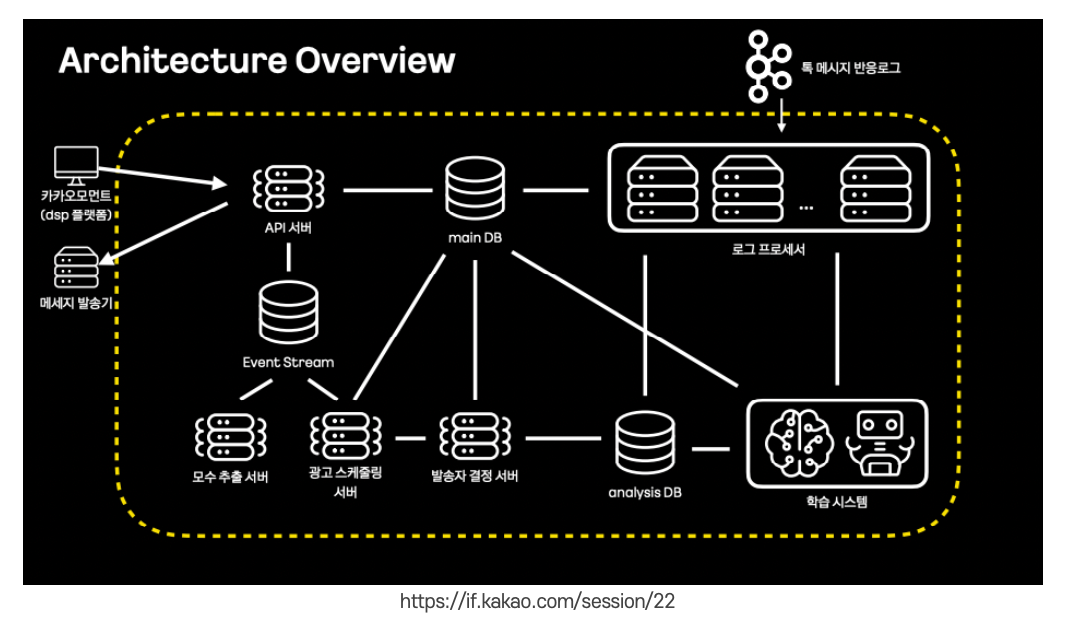 Architecture Overview
톡 메시지 반응로그
카카오모먼트
(dsp 플랫폼)
API 서버
main DB
...
로그 프로세서
메세지 발송기
Event Stream
모수 추출 서버
광고 스케줄링
서버
발송자 결정 서버
analysis DB
학습 시스템
https://if.kakao.com/session/22